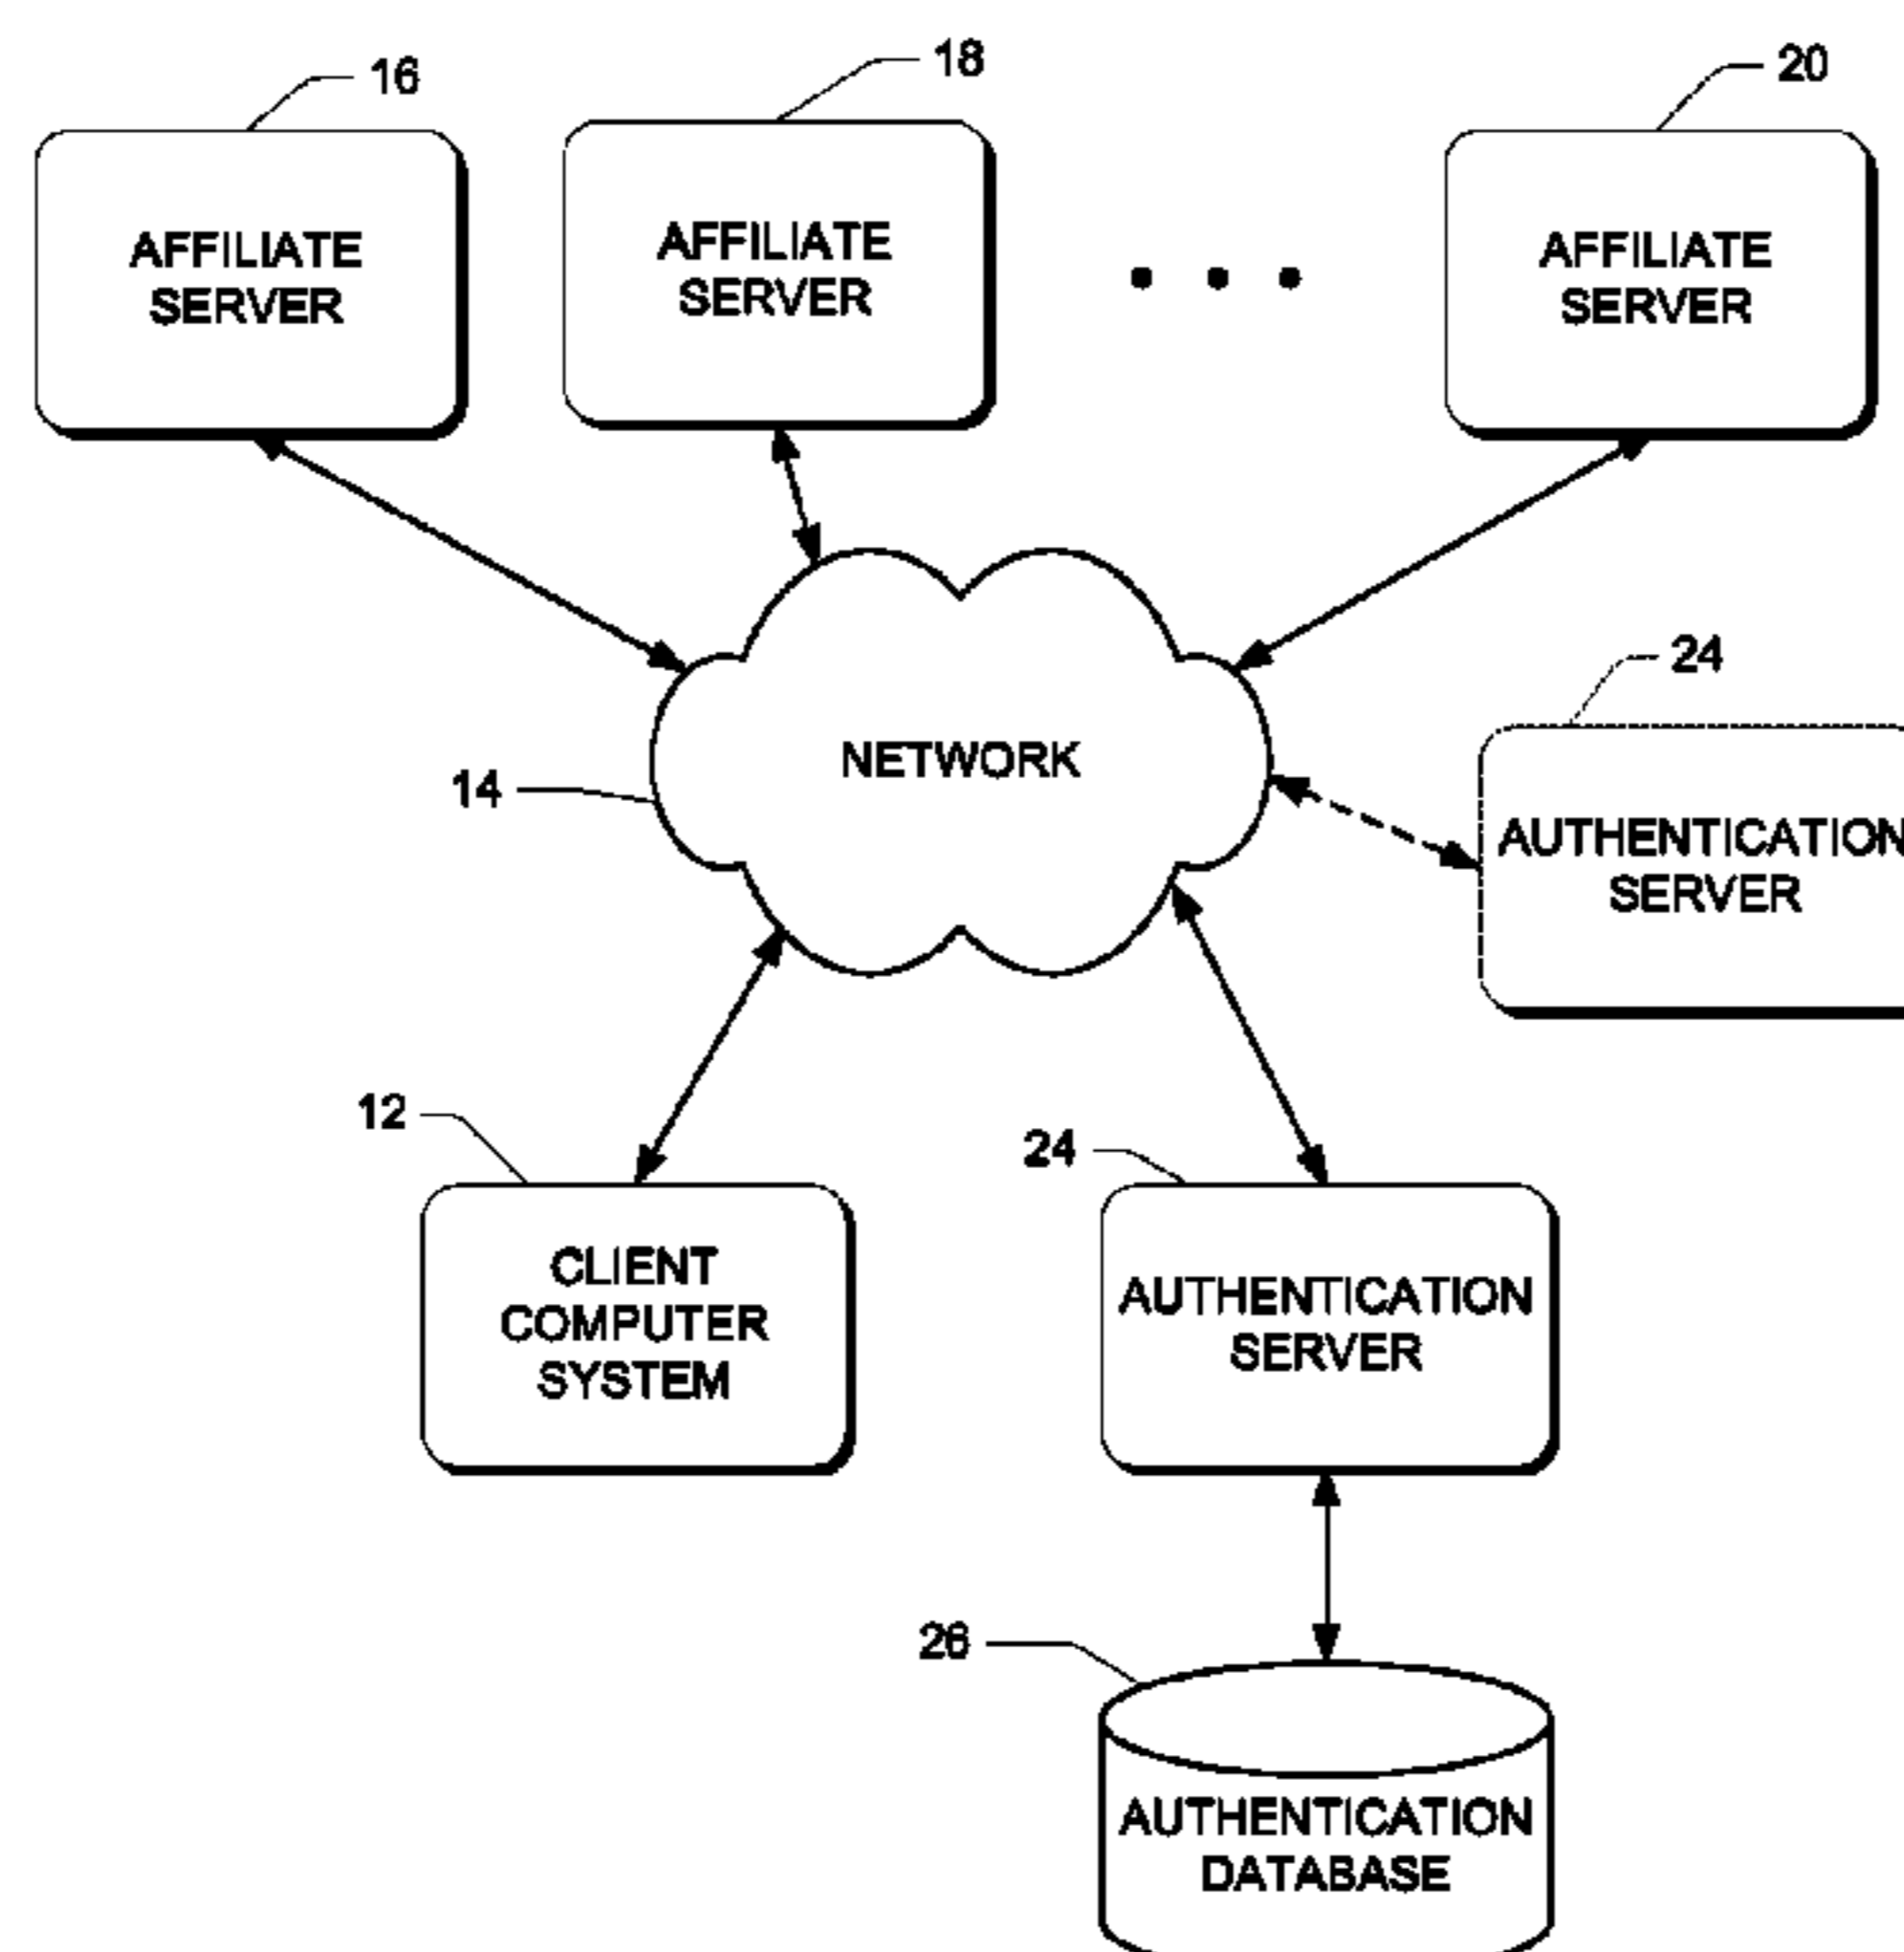 16
18
20
AFFILIATE
SERVER
AFFILIATE
SERVER
AFFILIATE
SERVER
24
NETWORK
14
AUTHENTICATION
SERVER
12
24
CLIENT
COMPUTER
SYSTEM
AUTHENTICATION
SERVER
26
AUTHENTICATION
DATABASE